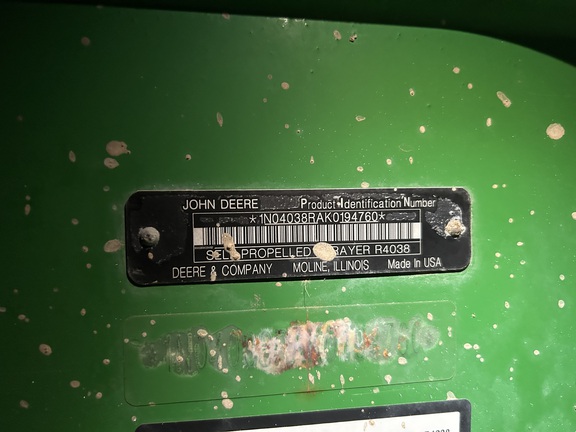 JOHN DEERE Product Identification Number
*1N04038RAK0194760*
PROPELLED R4038
DEERE & COMPANY MOLINE, ILLINOIS Made In USA